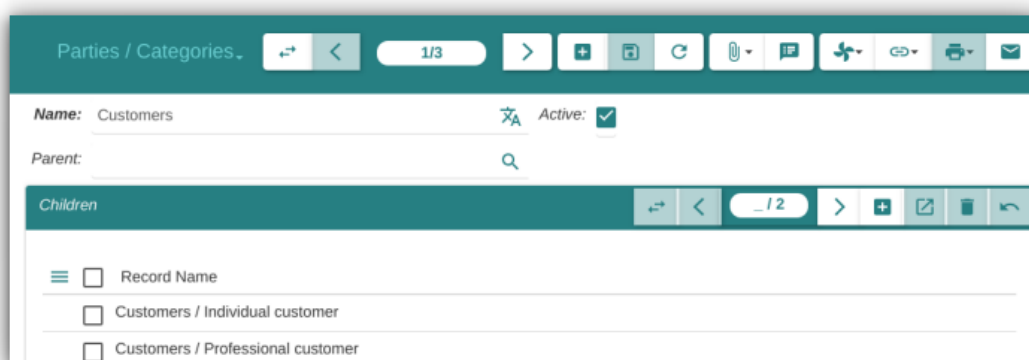 Parties / Categories
1/3
Name: Customers
Active:
Parent:
Children
_ / 2
Record Name
Customers / Individual customer
Customers / Professional customer